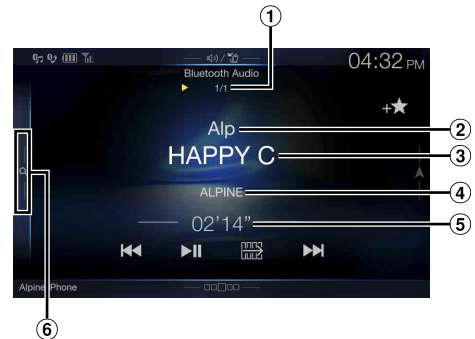 1
04:32 PM
Bluetooth Audio
1/1
Alp
2
HAPPY C
3
ALPINE
4
02'14"
5
Alpine Phone
6